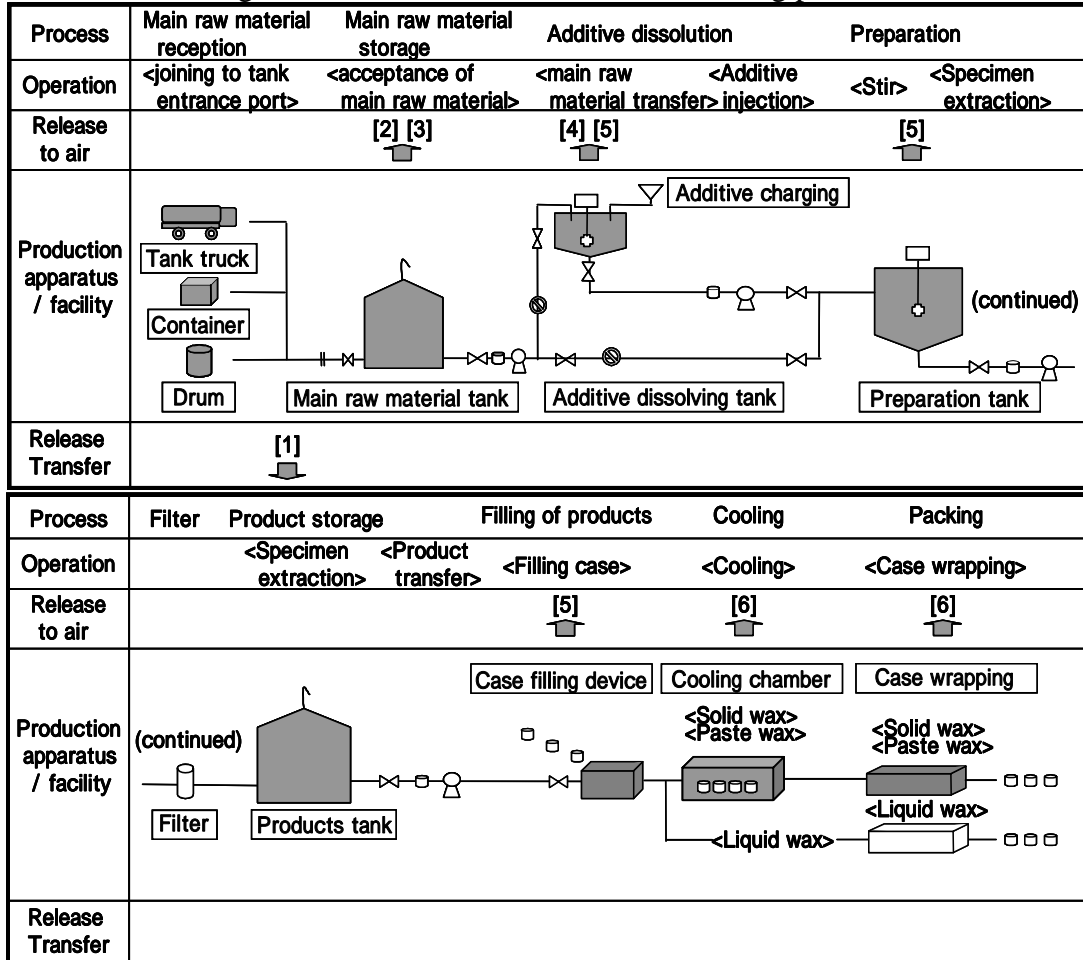 Process
Main raw material
reception
Main raw material
storage
Additive dissolution
Preparation
Operation
<joining to tank
entrance port>
<acceptance of
main raw material>
<main raw
material transfer>
<Additive
injection>
<Stir>
<Specimen
extraction>
Release
to air
[2] [3]
[4] [5]
[5]
Production
apparatus
/ facility
Tank truck
Container
Drum
Main raw material tank
Additive charging
Additive dissolving tank
(continued)
Preparation tank
Release
Transfer
[1]
Process
Filter
Product storage
Filling of products
Cooling
Packing
Operation
<Specimen
extraction>
<Product
transfer>
<Filling case>
<Cooling>
<Case wrapping>
Release
to air
[5]
[6]
[6]
Production
apparatus
/ facility
(continued)
Filter
Products tank
Case filling device
Cooling chamber
<Solid wax>
<Paste wax>
<Liquid wax>
Case wrapping
<Solid wax>
<Paste wax>
<Liquid wax>
Release
Transfer